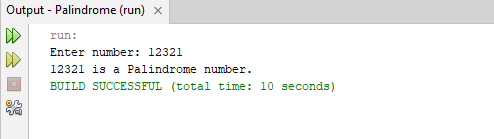 Output - Palindrome (run)
run:
Enter number: 12321
12321 is a Palindrome number.
BUILD SUCCESSFUL (total time: 10 seconds)